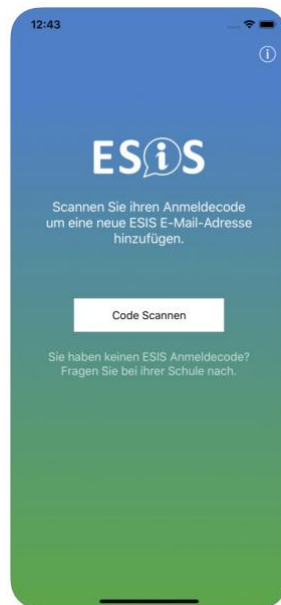 12:43
ESiS
Scannen Sie ihren Anmeldecode
um eine neue ESIS E-Mail-Adresse
hinzufügen.
Code Scannen
Sie haben keinen ESIS Anmeldecode?
Fragen Sie bei ihrer Schule nach.